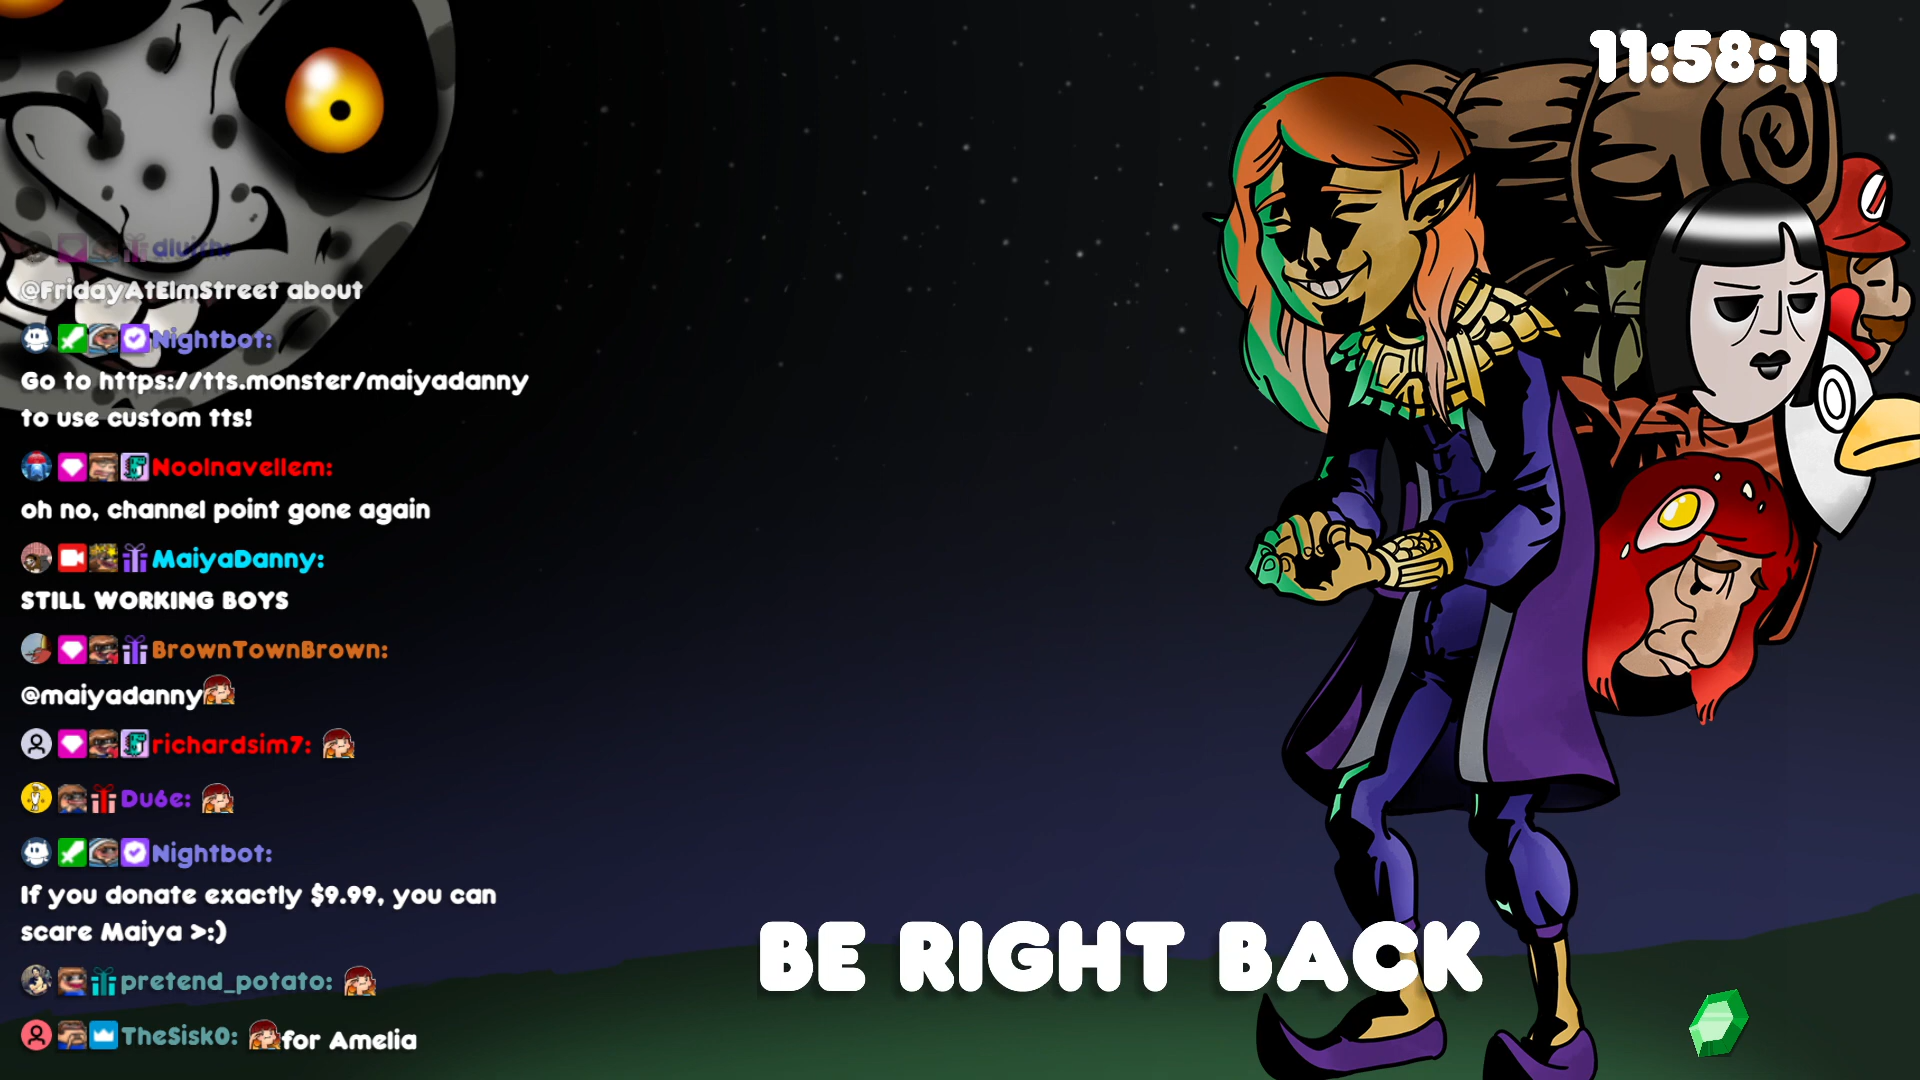 11:58:11
dluirh:
@FridayAtElmStreet about
Nightbot:
Go to https://tts.monster/maiyadanny
to use custom tts!
Noolnavellem:
oh no, channel point gone again
MaiyaDanny:
STILL WORKING BOYS
BrownTownBrown:
@maiyadanny
richardsim7:
Du6e:
Nightbot:
If you donate exactly $9.99, you can
scare Maiya >:)
pretend_potato:
TheSisk0:
for Amelia
BE RIGHT BACK